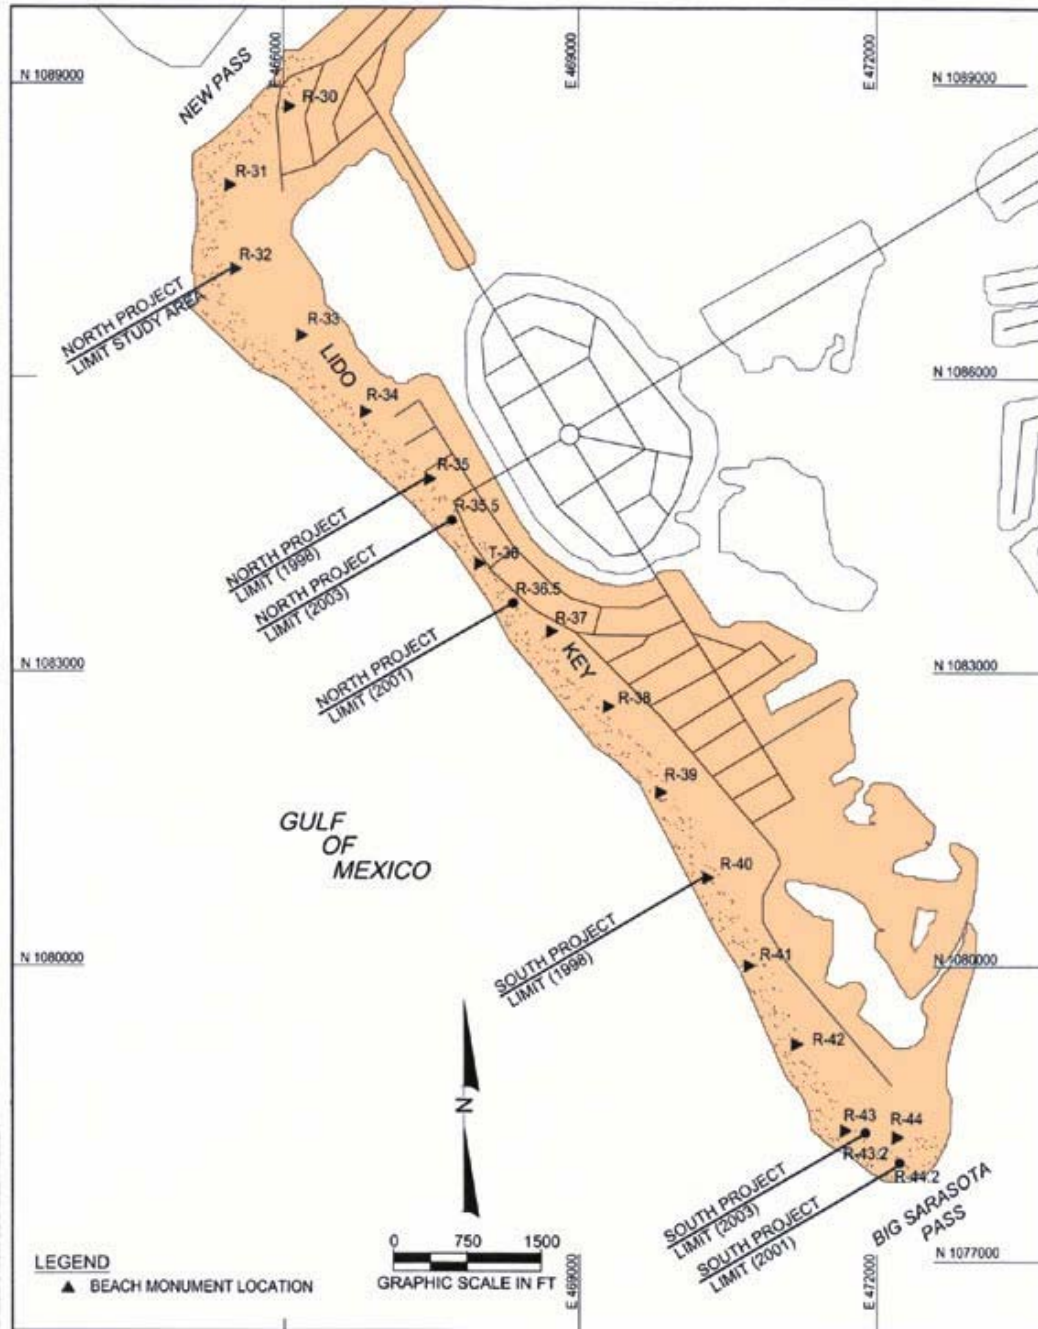 E 466000
E 469000
E 472000
N 1089000
N 1089000
NEW PASS
R-30
R-31
R-32
NORTH PROJECT
LIMIT STUDY AREA
R-33
LIDO
R-34
N 1086000
R-35
R-35.5
NORTH PROJECT
LIMIT (1998)
NORTH PROJECT
LIMIT (2003)
T-36
R-36.5
NORTH PROJECT
LIMIT (2001)
R-37
KEY
N 1083000
N 1083000
R-38
R-39
GULF
OF
MEXICO
R-40
SOUTH PROJECT
LIMIT (1998)
N 1080000
N 1080000
R-41
R-42
N
R-43
R-44
R-43.2
R-44.2
SOUTH PROJECT
LIMIT (2003)
SOUTH PROJECT
LIMIT (2001)
BIG SARASOTA
PASS
N 1077000
LEGEND
BEACH MONUMENT LOCATION
0 750 1500
GRAPHIC SCALE IN FT
E 469000
E 472000